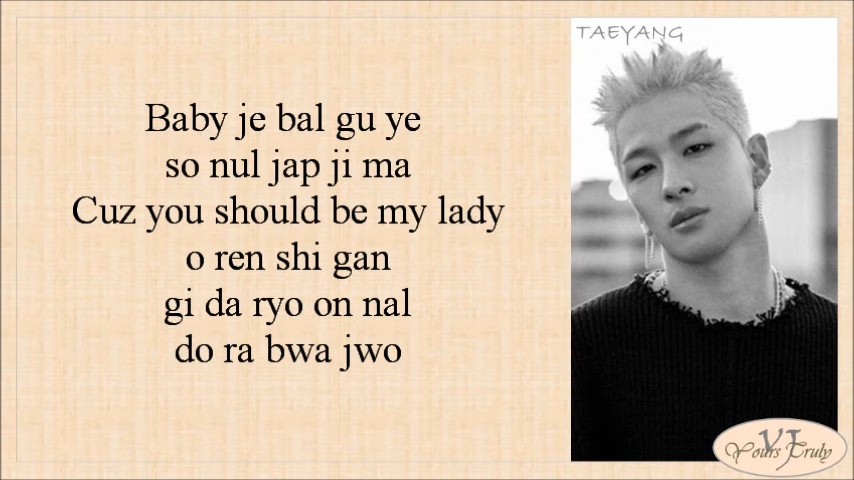 TAEYANG
Baby je bal gu ye
so nul jap ji ma
Cuz you should be my lady
o ren shi gan
gi da ryo on nal
do ra bwa jwo
YJ
Yours Truly